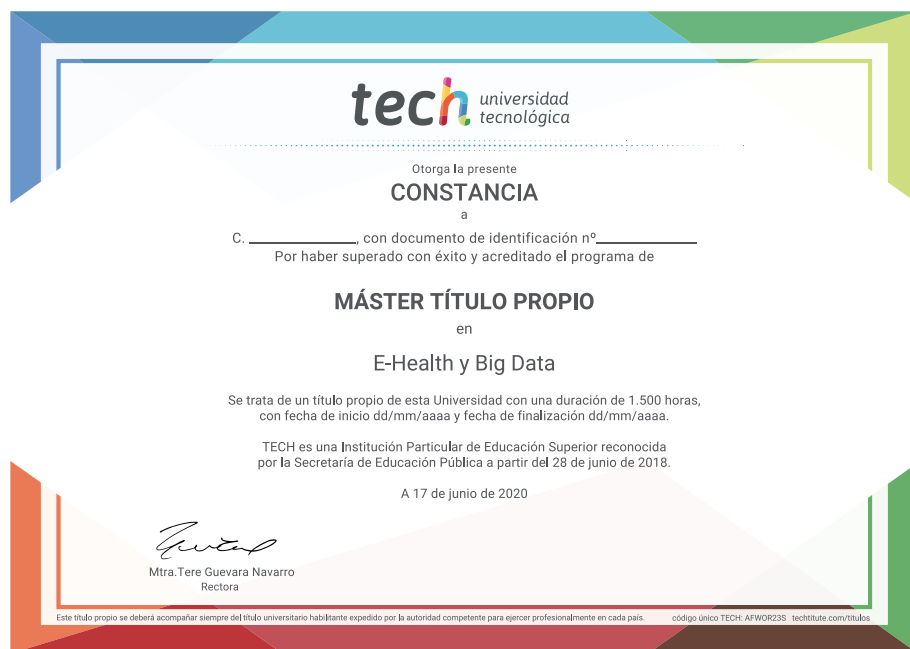 tech universidad
tecnológica
Otorga la presente
CONSTANCIA
a
C. ____________, con documento de identificación nº____________
Por haber superado con éxito y acreditado el programa de
MÁSTER TÍTULO PROPIO
en
E-Health y Big Data
Se trata de un título propio de esta Universidad con una duración de 1.500 horas,
con fecha de inicio dd/mm/aaaa y fecha de finalización dd/mm/aaaa.
TECH es una Institución Particular de Educación Superior reconocida
por la Secretaría de Educación Pública a partir del 28 de junio de 2018.
A 17 de junio de 2020
Mtra.Tere Guevara Navarro
Rectora
Este título propio se deberá acompañar siempre del título universitario habilitante expedido por la autoridad competente para ejercer profesionalmente en cada país. código único TECH: AFWOR23S techtitute.com/titulos